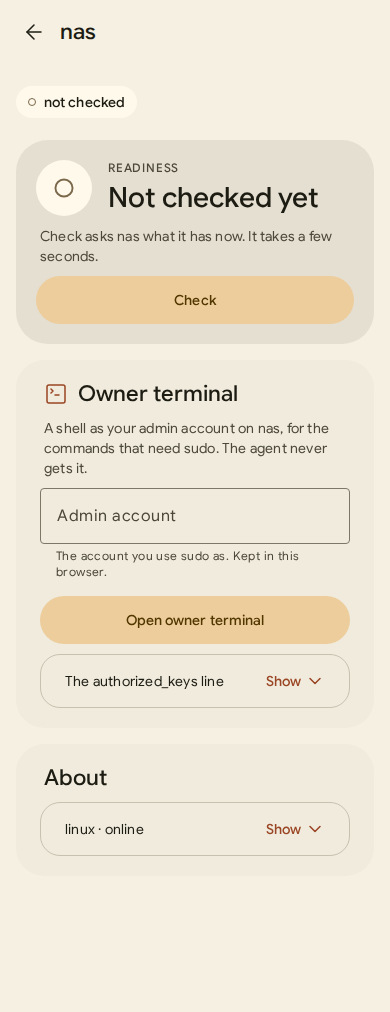 nas
not checked
READINESS
Not checked yet
Check asks nas what it has now. It takes a few
seconds.
Check
Owner terminal
A shell as your admin account on nas, for the
commands that need sudo. The agent never
gets it.
Admin account
The account you use sudo as. Kept in this
browser.
Open owner terminal
The authorized_keys line
Show
About
linux · online
Show